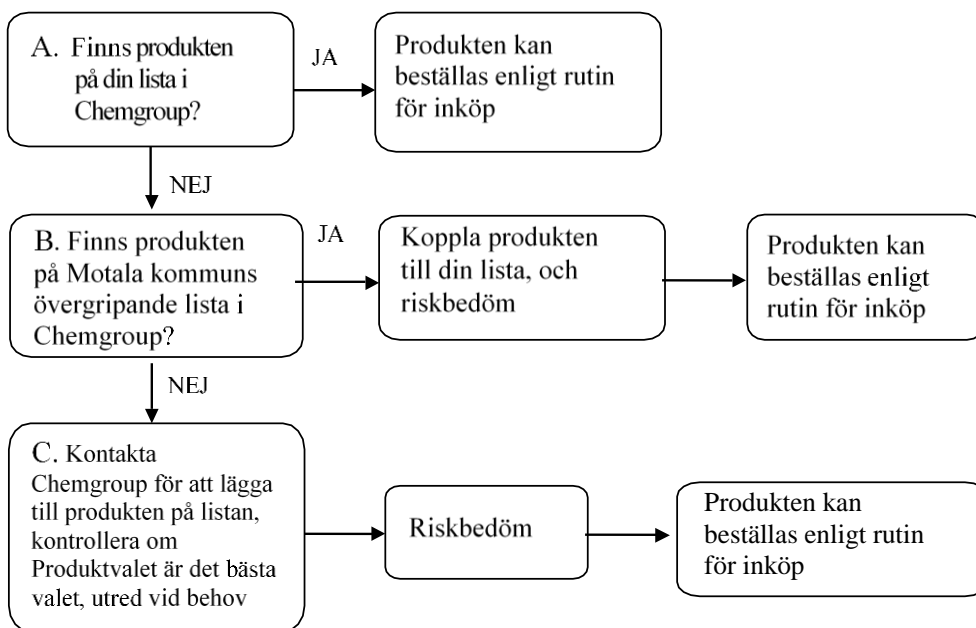 A. Finns produkten
på din lista i
Chemgroup?
JA
Produkten kan
beställas enligt rutin
för inköp
NEJ
B. Finns produkten
på Motala kommuns
övergripande lista i
Chemgroup?
JA
Koppla produkten
till din lista, och
riskbedöm
Produkten kan
beställas enligt
rutin för inköp
NEJ
C. Kontakta
Chemgroup för att lägga
till produkten på listan,
kontrollera om
Produktvalet är det bästa
valet, utred vid behov
Riskbedöm
Produkten kan
beställas enligt rutin
för inköp